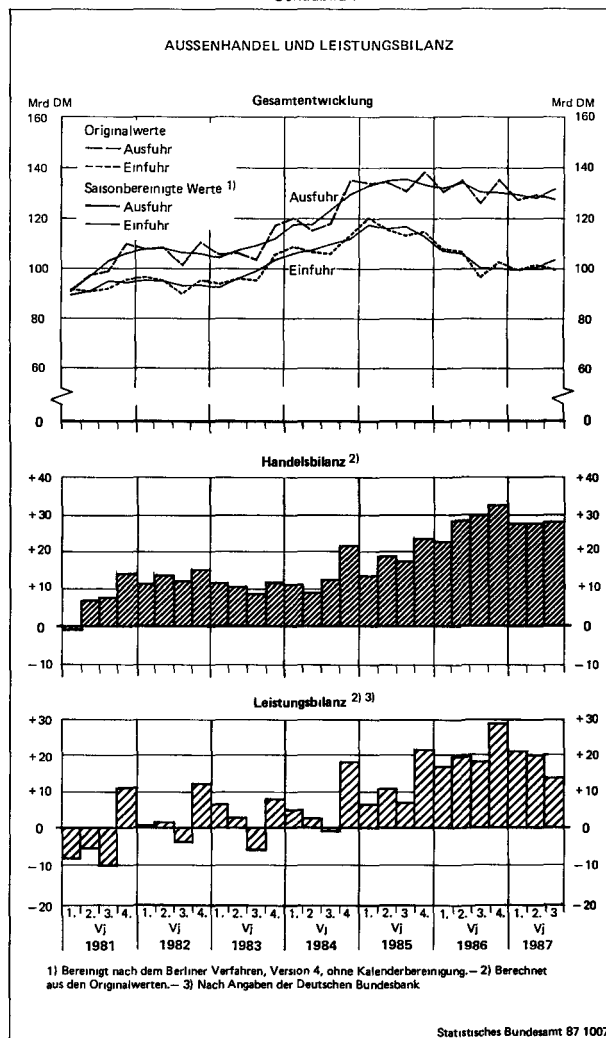 AUSSENHANDEL UND LEISTUNGSBILANZ
Mrd DM Gesamtentwicklung Mrd DM
160 160
Originalwerte
Ausfuhr
Einfuhr
140 140
Saisonbereinigte Werte 1)
Ausfuhr
Einfuhr
Ausfuhr
120 120
Einfuhr
100 100
80 80
60 60
0 0
Handelsbilanz 2)
+40 +40
+30 +30
+20 +20
+10 +10
0 0
-10 -10
Leistungsbilanz 2) 3)
+30 +30
+20 +20
+10 +10
0 0
-10 -10
-20 -20
1. 2. 3 4. 1. 2. 3. 4. 1. 2. 3. 4. 1. 2. 3. 4 1. 2. 3 4. 1. 2. 3. 4. 1. 2. 3.
Vj Vj Vj Vj Vj Vj Vj
1981 1982 1983 1984 1985 1986 1987
1) Bereinigt nach dem Berliner Verfahren, Version 4, ohne Kalenderbereinigung.— 2) Berechnet
aus den Originalwerten.— 3) Nach Angaben der Deutschen Bundesbank
Statistisches Bundesamt 87 1007